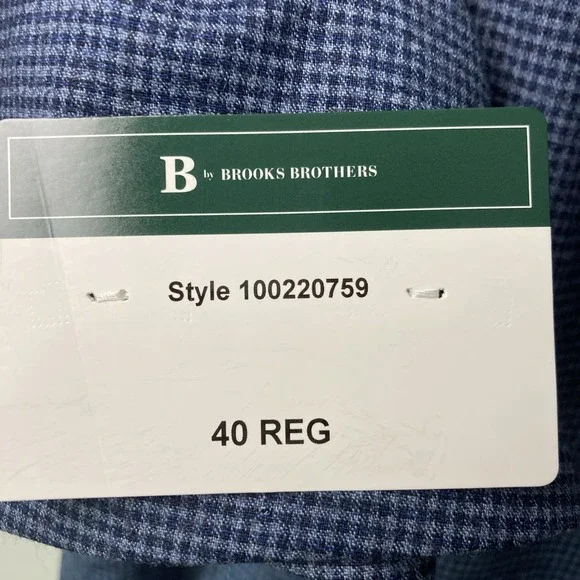 B by BROOKS BROTHERS
Style 100220759
40 REG